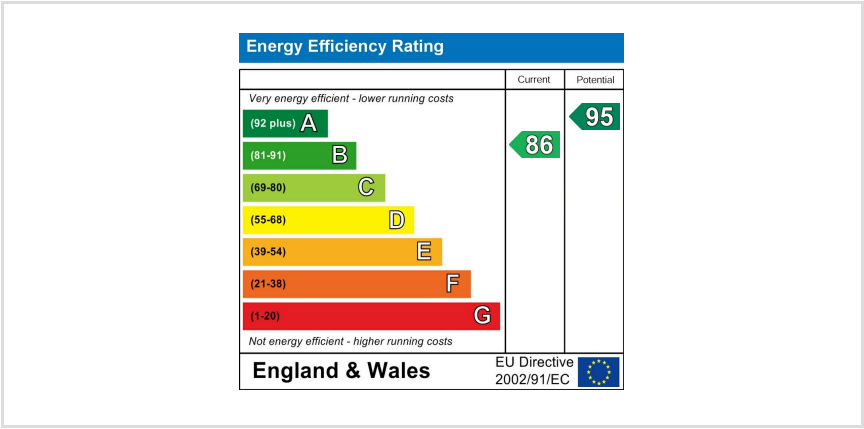 Energy Efficiency Rating
Current Potential
Very energy efficient - lower running costs
(92 plus) A
95
86
(81-91) B
(69-80) C
(55-68) D
(39-54) E
(21-38) F
(1-20) G
Not energy efficient - higher running costs
England & Wales
EU Directive
2002/91/EC